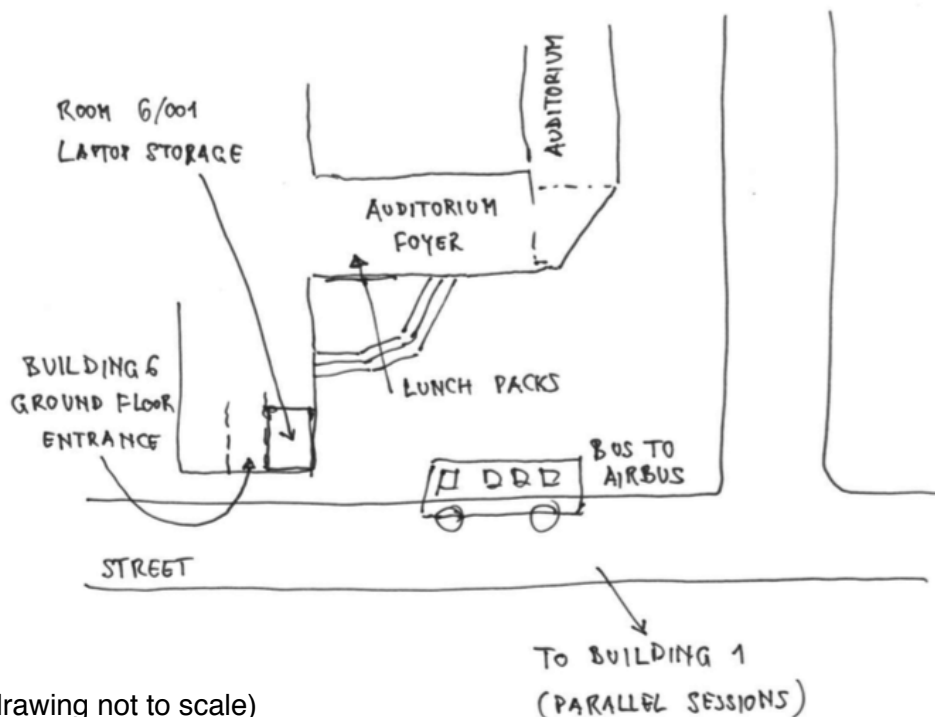 ROOM 6/001
LAPTOP STORAGE
AUDITORIUM
AUDITORIUM
FOYER
BUILDING 6
GROUND FLOOR
ENTRANCE
LUNCH PACKS
BUS TO
AIRBUS
STREET
TO BUILDING 1
(PARALLEL SESSIONS)
drawing not to scale)